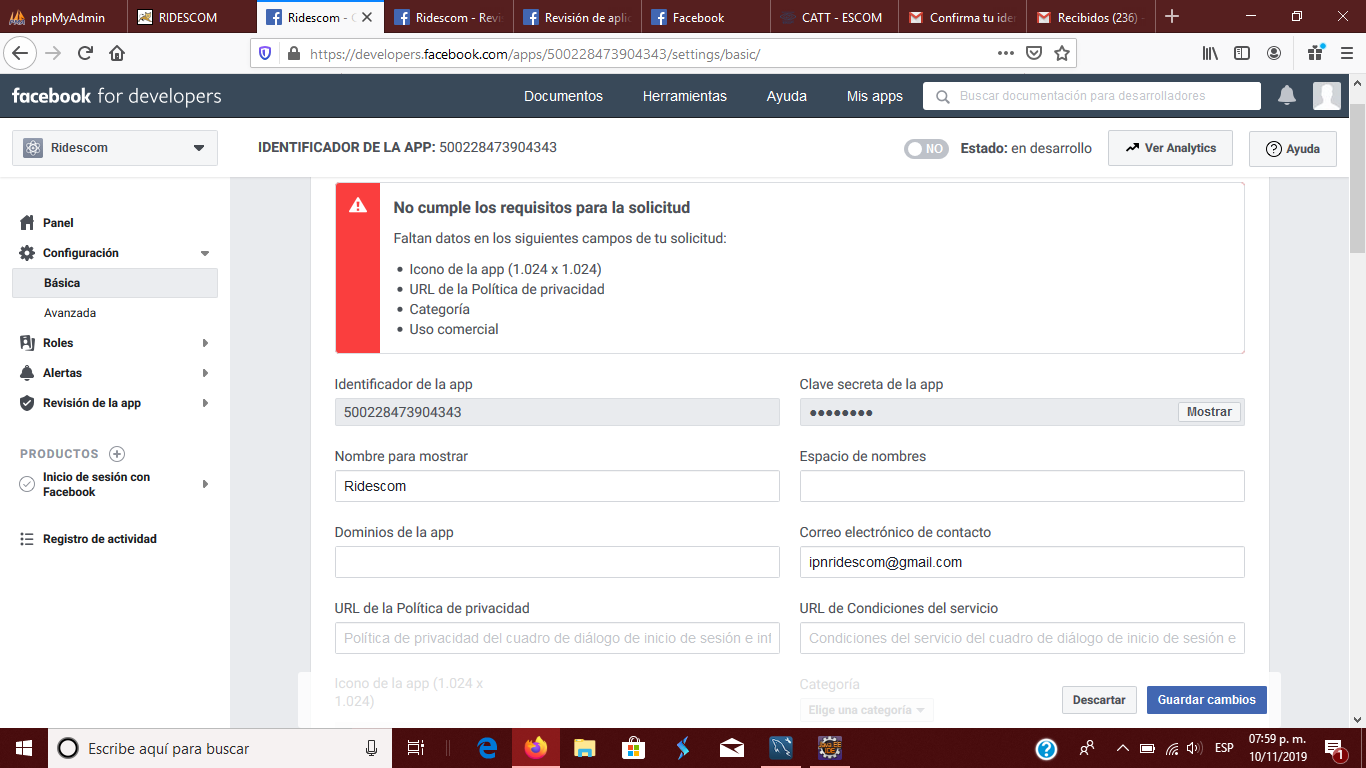 phpMyAdmin
RIDESCOM
Ridescom - C
Ridescom - Revis
Revisión de aplic
Facebook
CATT - ESCOM
Confirma tu ide
Recibidos (236) -
https://developers.facebook.com/apps/500228473904343/settings/basic/
facebook for developers
Documentos
Herramientas
Ayuda
Mis apps
Buscar documentación para desarrolladores
Ridescom
IDENTIFICADOR DE LA APP: 500228473904343
NO
Estado: en desarrollo
Ver Analytics
Ayuda
Panel
Configuración
Básica
Avanzada
Roles
Alertas
Revisión de la app
PRODUCTOS
Inicio de sesión con
Facebook
Registro de actividad
No cumple los requisitos para la solicitud
Faltan datos en los siguientes campos de tu solicitud:
• Icono de la app (1.024 x 1.024)
• URL de la Política de privacidad
• Categoría
• Uso comercial
Identificador de la app
500228473904343
Clave secreta de la app
●●●●●●●●
Mostrar
Nombre para mostrar
Ridescom
Espacio de nombres
Dominios de la app
Correo electrónico de contacto
ipnridescom@gmail.com
URL de la Política de privacidad
Política de privacidad del cuadro de diálogo de inicio de sesión e inf
URL de Condiciones del servicio
Condiciones del servicio del cuadro de diálogo de inicio de sesión e
Icono de la app (1.024 x
1.024)
Categoría
Elige una categoría
Descartar
Guardar cambios
Escribe aquí para buscar
ESP
07:59 p. m.
10/11/2019
1